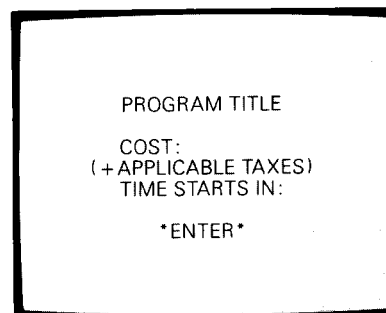 PROGRAM TITLE
COST:
(+APPLICABLE TAXES)
TIME STARTS IN:
*ENTER*